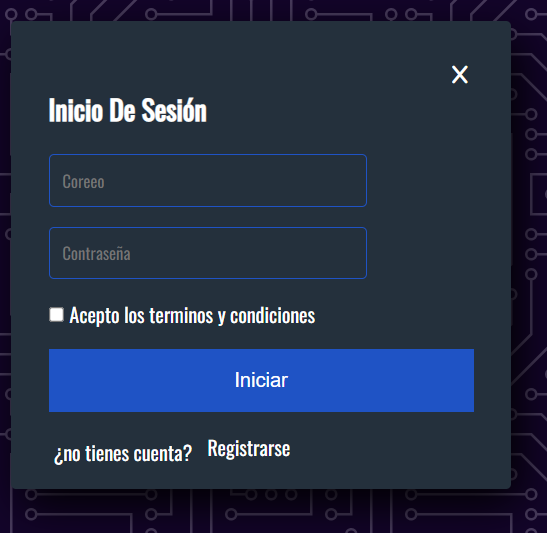 X
Inicio De Sesión
Coreeo
Contraseña
Acepto los terminos y condiciones
Iniciar
¿no tienes cuenta? Registrarse